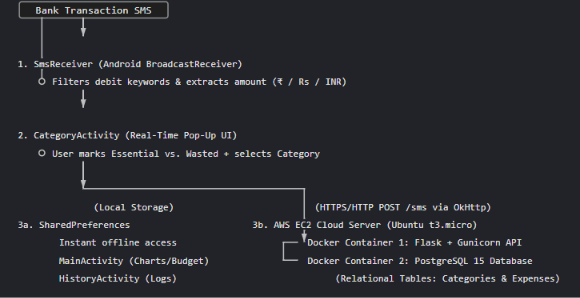 Bank Transaction SMS
1. SmsReceiver (Android BroadcastReceiver)
Filters debit keywords & extracts amount (₹ / Rs / INR)
2. CategoryActivity (Real-Time Pop-Up UI)
User marks Essential vs. Wasted + selects Category
(Local Storage)
(HTTPS/HTTP POST /sms via OkHttp)
3a. SharedPreferences
3b. AWS EC2 Cloud Server (Ubuntu t3.micro)
Instant offline access
Docker Container 1: Flask + Gunicorn API
MainActivity (Charts/Budget)
Docker Container 2: PostgreSQL 15 Database
HistoryActivity (Logs)
(Relational Tables: Categories & Expenses)